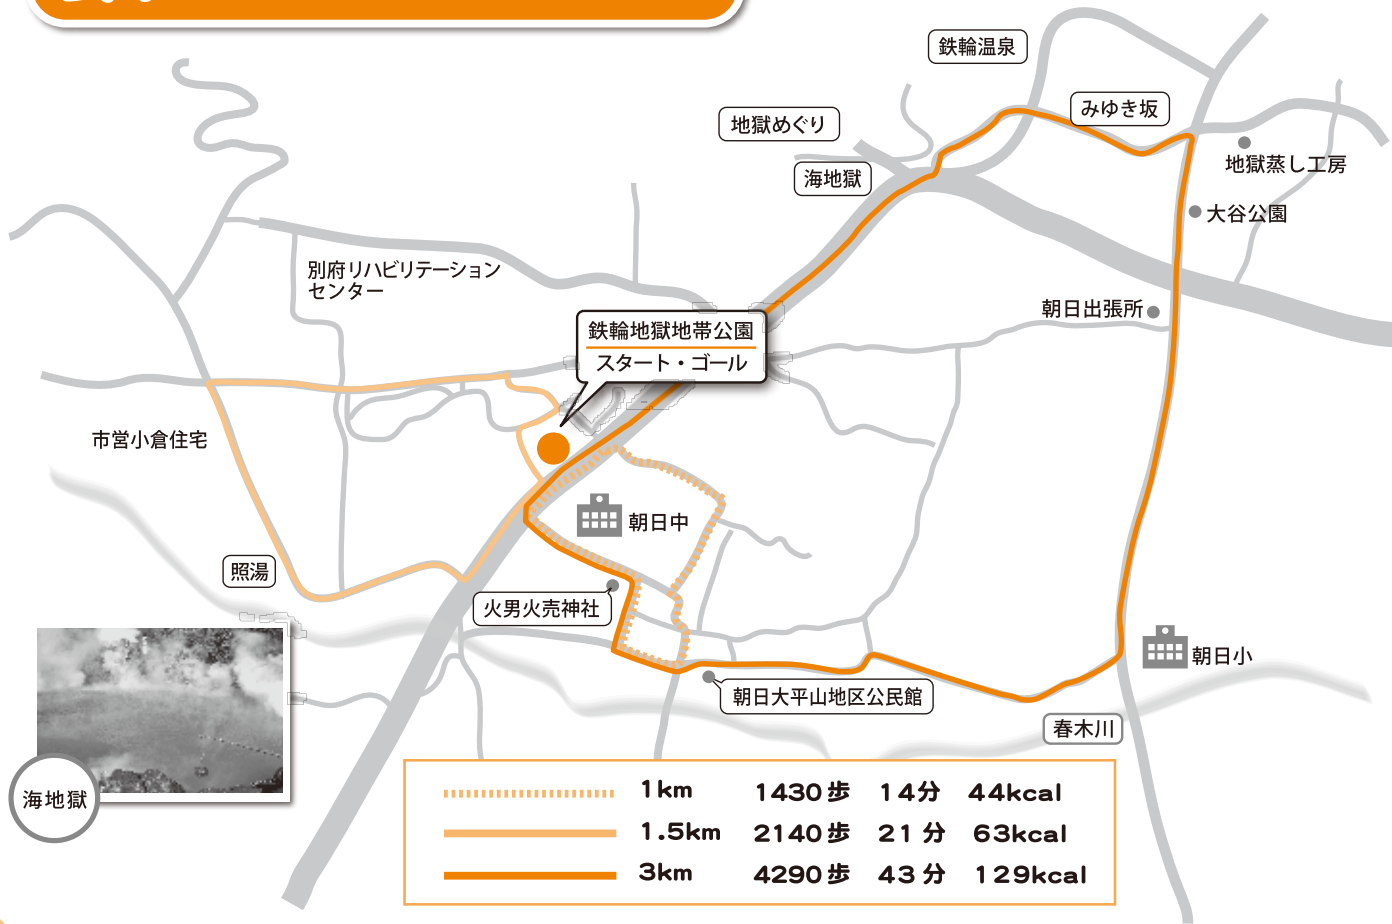 鉄輪温泉
みゆき坂
地獄めぐり
海地獄
地獄蒸し工房
大谷公園
別府リハビリテーション
センター
朝日出張所
鉄輪地獄地帯公園
スタート・ゴール
市営小倉住宅
朝日中
照湯
火男火売神社
朝日小
朝日大平山地区公民館
春木川
海地獄
1km 1430歩 14分 44kcal
1.5km 2140歩 21分 63kcal
3km 4290歩 43分 129kcal